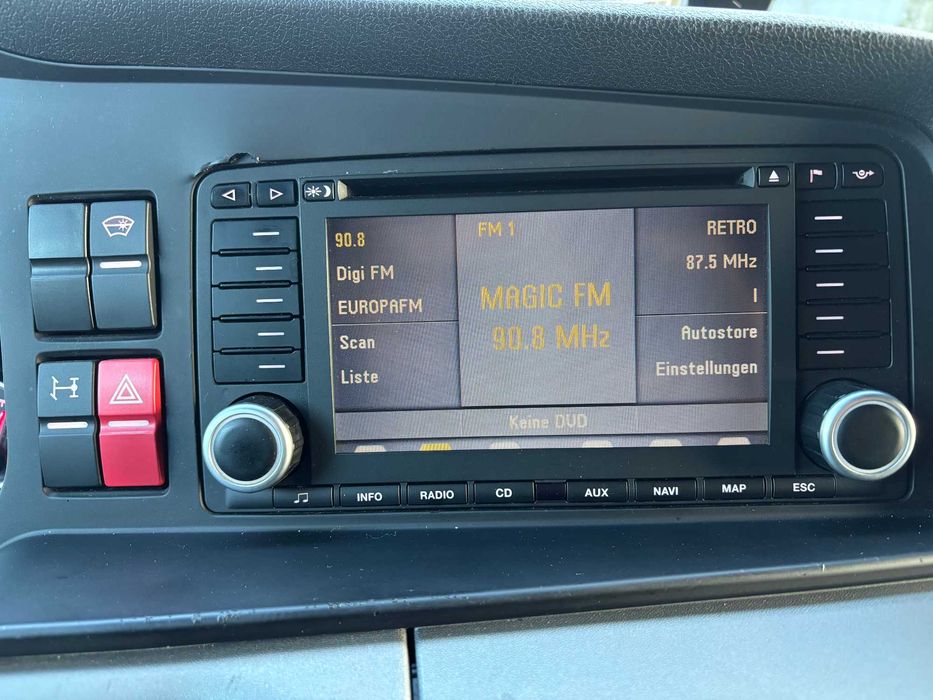 90.8
Digi FM
EUROPAFM
Scan
Liste
FM 1
MAGIC FM
90.8 MHz
RETRO
87.5 MHz
I
Autostore
Einstellungen
Keine DVD
INFO
RADIO
CD
AUX
NAVI
MAP
ESC